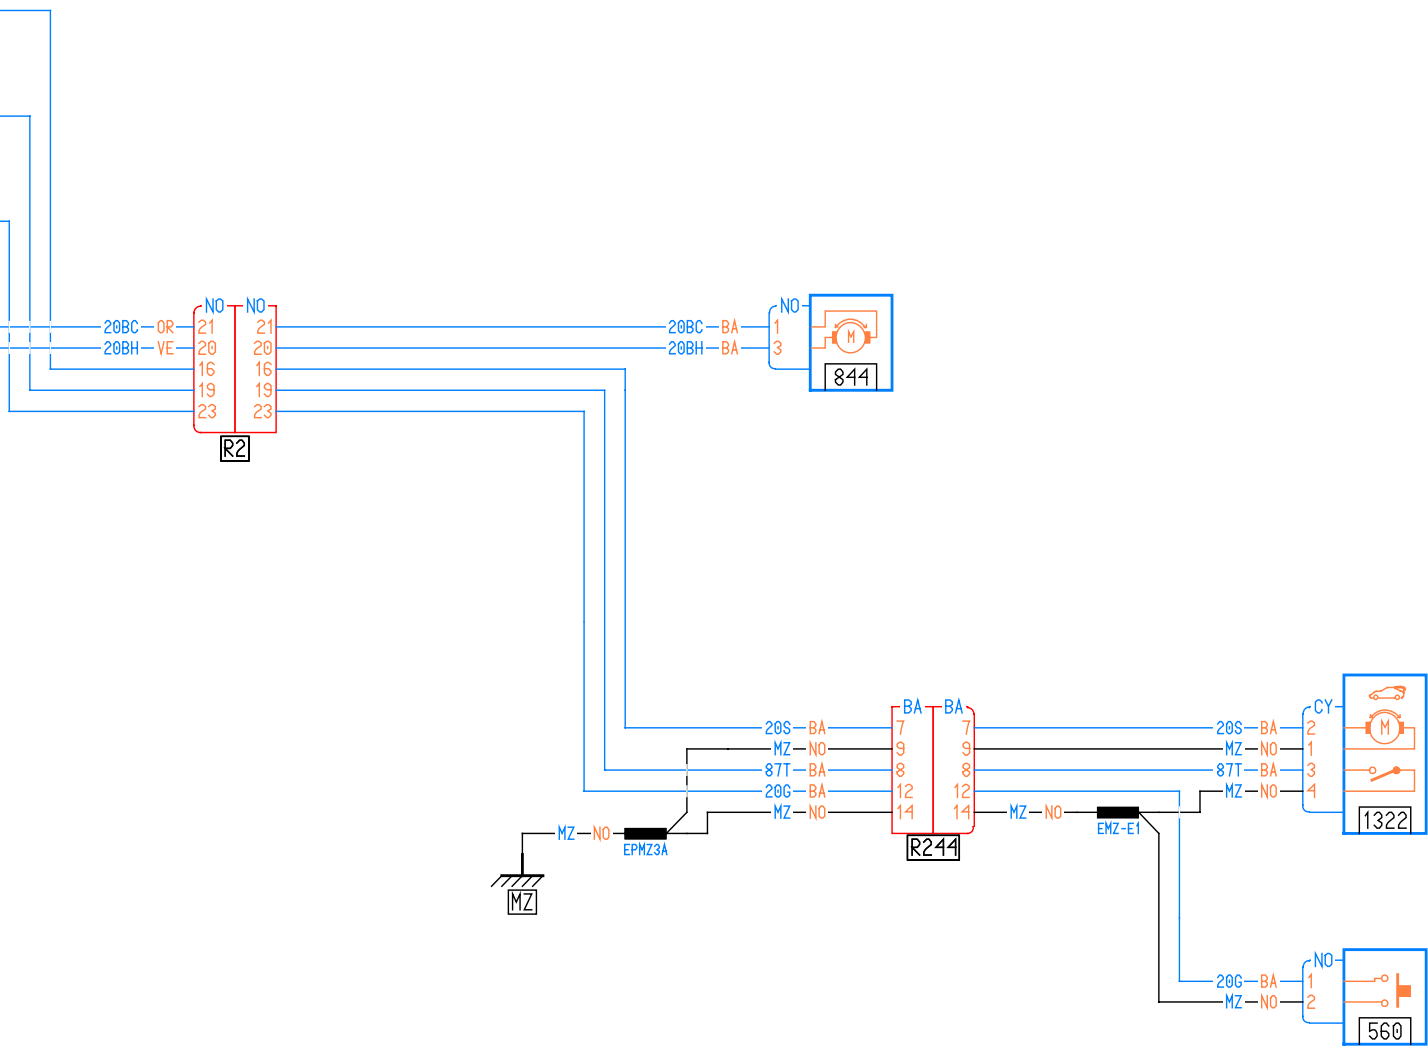 NO NO NO
20BC OR 21 21 20BC BA 1
20BH VE 20 20 20BH BA 3
16 16
M
844
19 19
23 23
R2
BA BA CY
20S BA 7 7 20S BA 2
M
MZ NO 9 9 MZ NO 1
87T BA 8 8 87T BA 3
20G BA 12 12 MZ NO 4
MZ NO 14 14 MZ NO
1322
MZ NO
EPMZ3A
EMZ-E1
R244
MZ
NO
20G BA 1
MZ NO 2
560